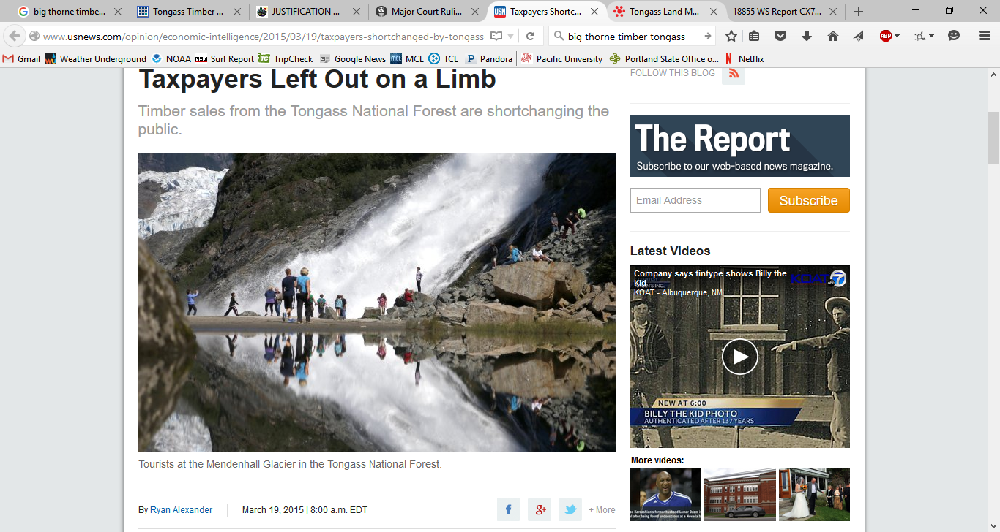 big thorne timbe...
Tongass Timber ...
JUSTIFICATION ...
Major Court Ruli...
USN Taxpayers Shortc...
Tongass Land M...
18855 WS Report CX7...
www.usnews.com/opinion/economic-intelligence/2015/03/19/taxpayers-shortchanged-by-tongass-
big thorne timber tongass
ABP
Gmail
Weather Underground
NOAA
Surf Report
TripCheck
Google News
MCL MCL
TCL
P Pandora
Pacific University
Portland State Office o...
N Netflix
Taxpayers Left Out on a Limb
Timber sales from the Tongass National Forest are shortchanging the
public.
Tourists at the Mendenhall Glacier in the Tongass National Forest.
By Ryan Alexander
March 19, 2015 | 8:00 a.m. EDT
f
g+
+ More
FOLLOW THIS BLOG
The Report
Subscribe to our web-based news magazine.
Email Address
Subscribe
Latest Videos
Company says tintype shows Billy the
Kid
KOAT - Albuquerque, NM
KOAT 7
NEW AT 6:00
BILLY THE KID PHOTO
AUTHENTICATED AFTER 137 YEARS
More videos: